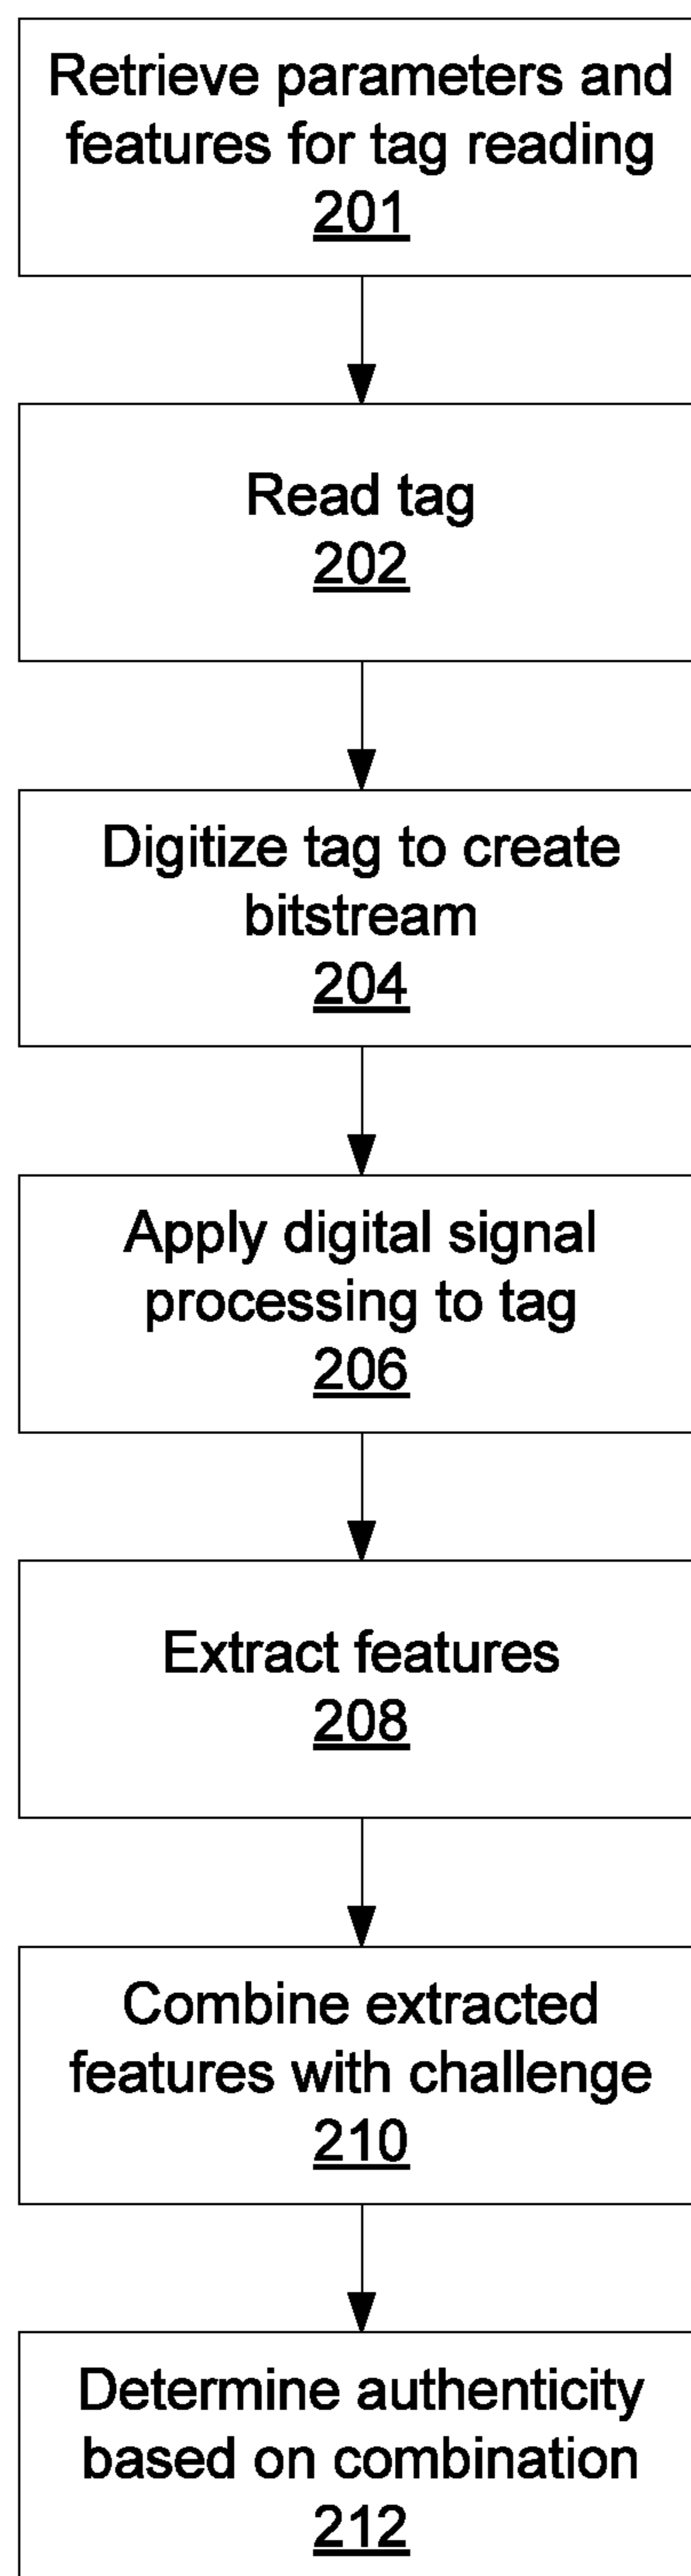 Retrieve parameters and
features for tag reading
201
Read tag
202
Digitize tag to create
bitstream
204
Apply digital signal
processing to tag
206
Extract features
208
Combine extracted
features with challenge
210
Determine authenticity
based on combination
212